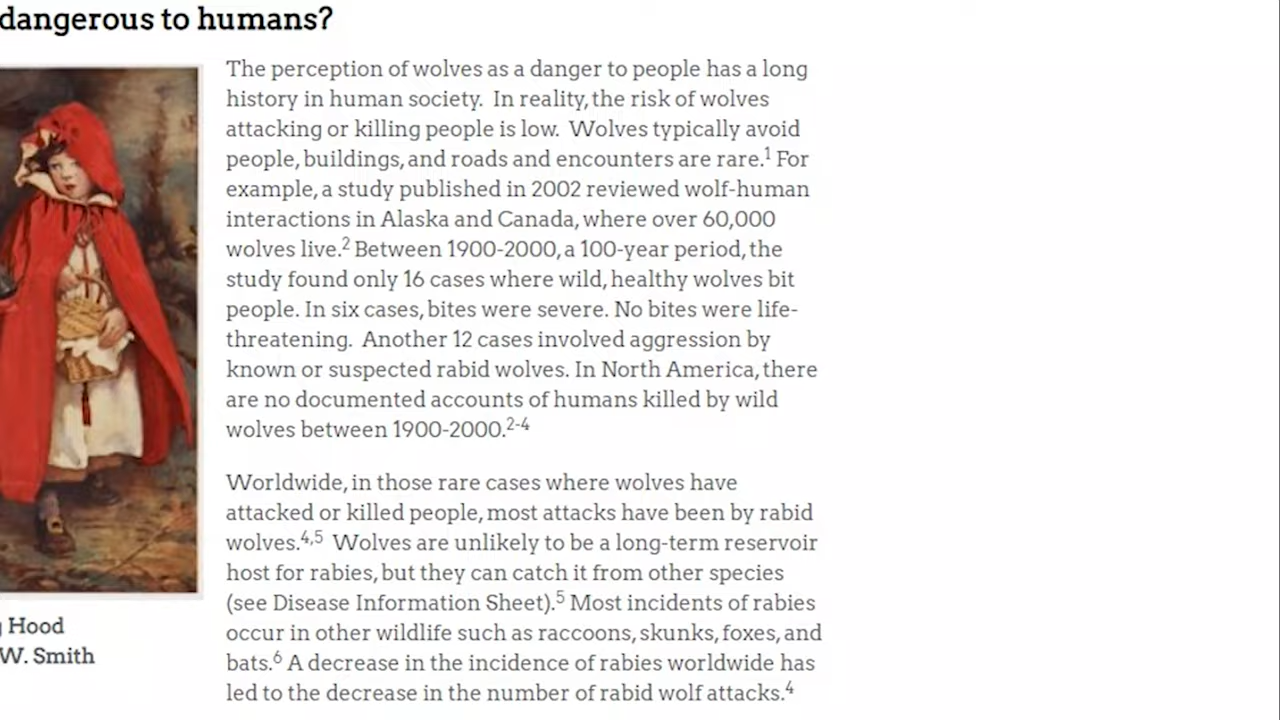 dangerous to humans?
The perception of wolves as a danger to people has a long
history in human society.  In reality, the risk of wolves
attacking or killing people is low.  Wolves typically avoid
people, buildings, and roads and encounters are rare.1 For
example, a study published in 2002 reviewed wolf-human
interactions in Alaska and Canada, where over 60,000
wolves live.2 Between 1900-2000, a 100-year period, the
study found only 16 cases where wild, healthy wolves bit
people. In six cases, bites were severe. No bites were life-
threatening.  Another 12 cases involved aggression by
known or suspected rabid wolves. In North America, there
are no documented accounts of humans killed by wild
wolves between 1900-2000.2-4
Worldwide, in those rare cases where wolves have
attacked or killed people, most attacks have been by rabid
wolves.4,5  Wolves are unlikely to be a long-term reservoir
host for rabies, but they can catch it from other species
(see Disease Information Sheet).5 Most incidents of rabies
occur in other wildlife such as raccoons, skunks, foxes, and
bats.6 A decrease in the incidence of rabies worldwide has
led to the decrease in the number of rabid wolf attacks.4
Hood
W. Smith